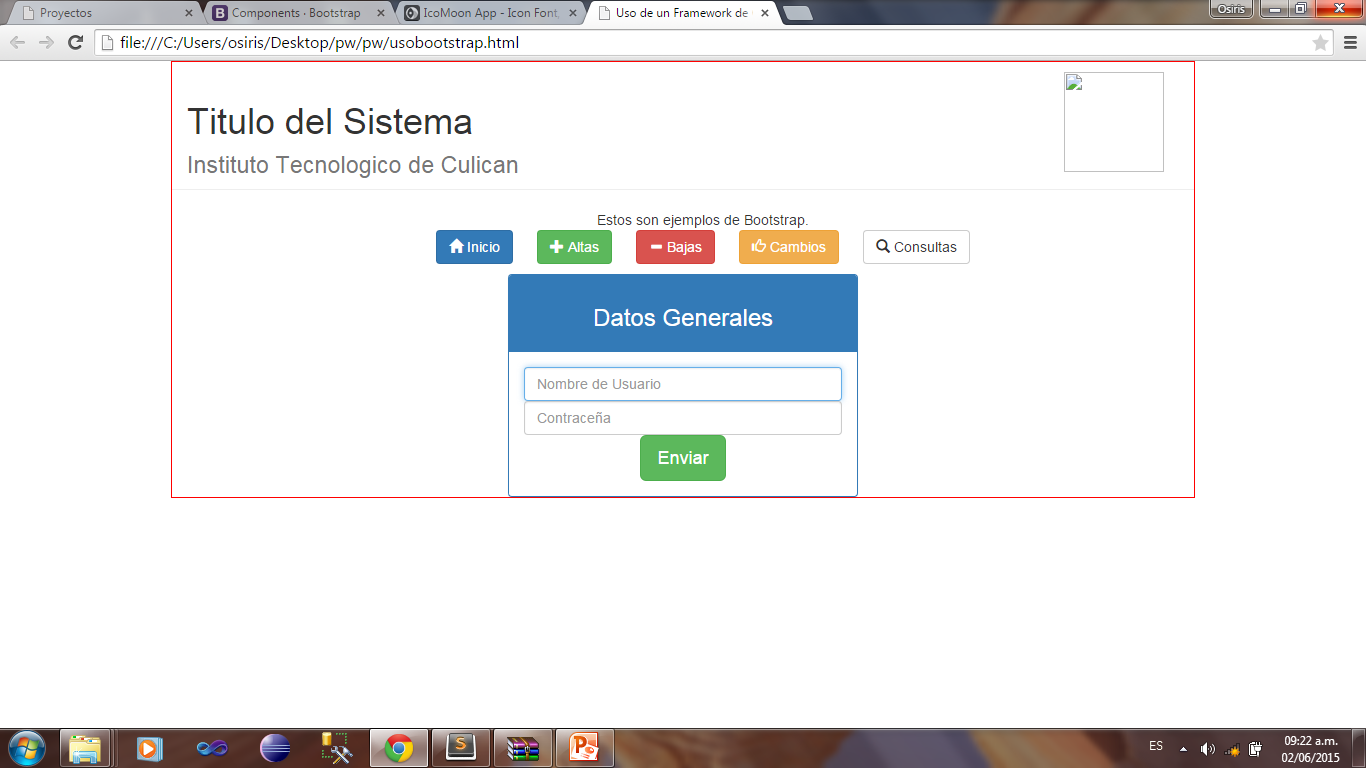 Proyectos
Components · Bootstrap
IcoMoon App - Icon Font,
Uso de un Framework de
Osiris
file:///C:/Users/osiris/Desktop/pw/pw/usobootstrap.html
Titulo del Sistema
Instituto Tecnologico de Culican
Estos son ejemplos de Bootstrap.
Inicio Altas Bajas Cambios Consultas
Datos Generales
Nombre de Usuario
Contraceña
Enviar
ES
09:22 a.m.
02/06/2015